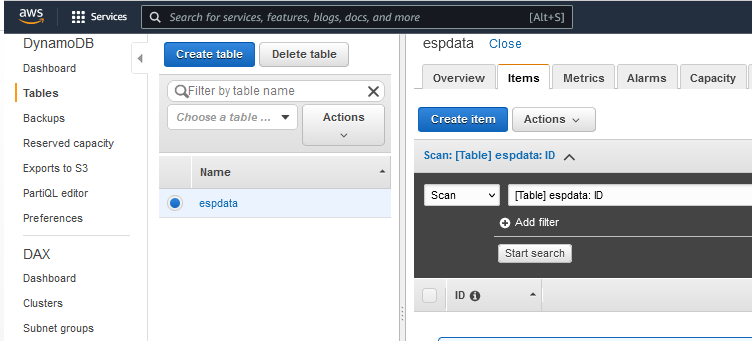 aws
Services
Search for services, features, blogs, docs, and more
[Alt+S]
DynamoDB
Dashboard
Tables
Backups
Reserved capacity
Exports to S3
PartiQL editor
Preferences
DAX
Dashboard
Clusters
Subnet groups
Create table
Delete table
Filter by table name
Choose a table ...
Actions
Name
espdata
espdata Close
Overview
Items
Metrics
Alarms
Capacity
Create item
Actions
Scan: [Table] espdata: ID
Scan
[Table] espdata: ID
Add filter
Start search
ID